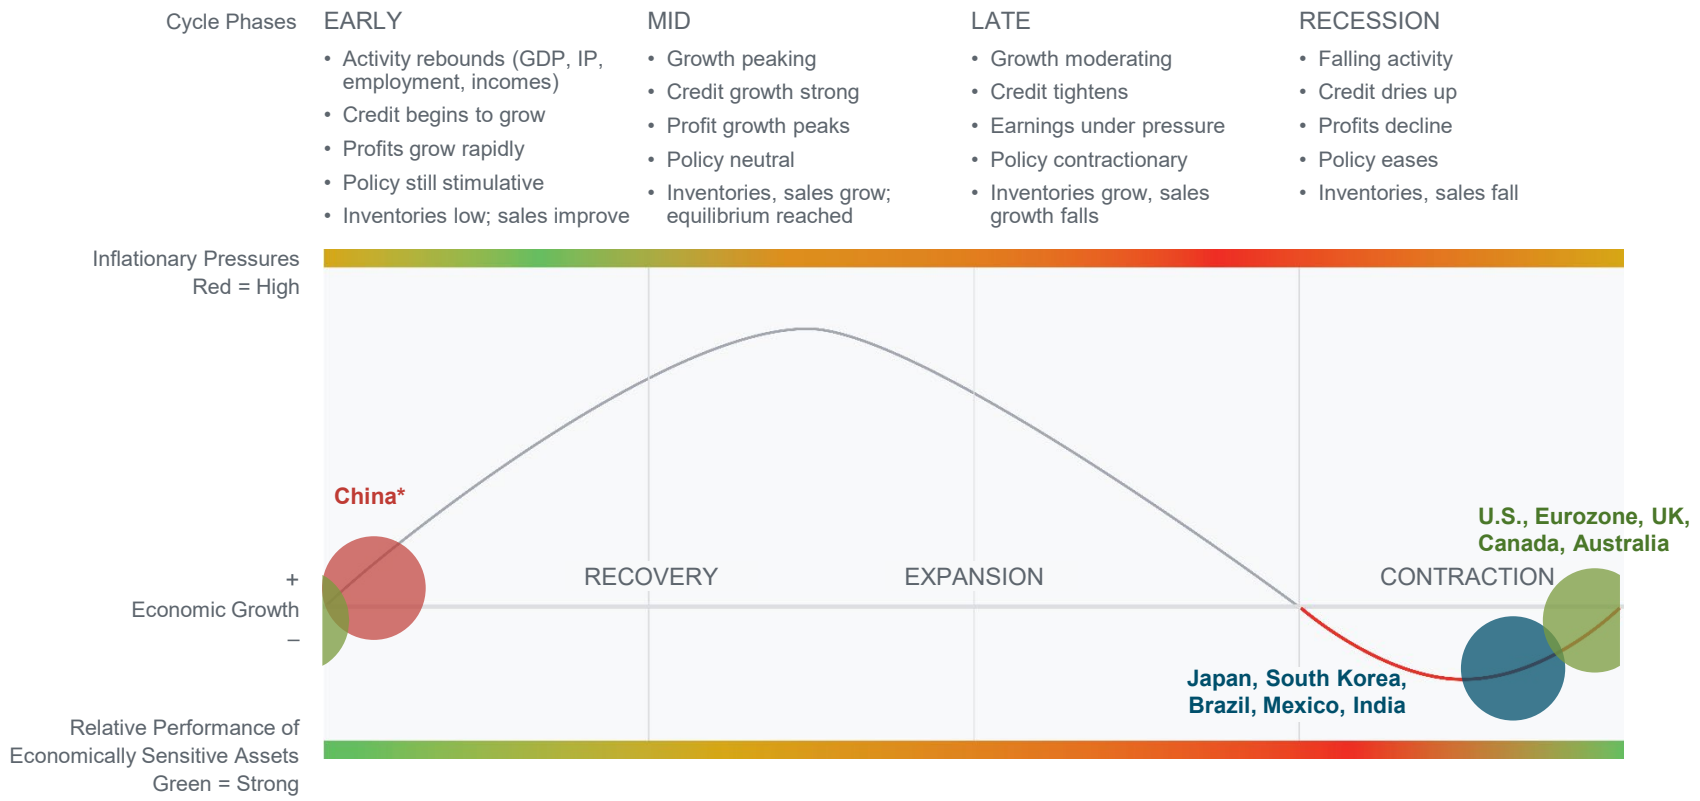 Cycle Phases
EARLY
• Activity rebounds (GDP, IP,
employment, incomes)
• Credit begins to grow
• Profits grow rapidly
• Policy still stimulative
• Inventories low; sales improve
MID
• Growth peaking
• Credit growth strong
• Profit growth peaks
• Policy neutral
• Inventories, sales grow;
equilibrium reached
LATE
• Growth moderating
• Credit tightens
• Earnings under pressure
• Policy contractionary
• Inventories grow, sales
growth falls
RECESSION
• Falling activity
• Credit dries up
• Profits decline
• Policy eases
• Inventories, sales fall
Inflationary Pressures
Red = High
China*
U.S., Eurozone, UK,
Canada, Australia
+
Economic Growth
–
RECOVERY
EXPANSION
CONTRACTION
Japan, South Korea,
Brazil, Mexico, India
Relative Performance of
Economically Sensitive Assets
Green = Strong